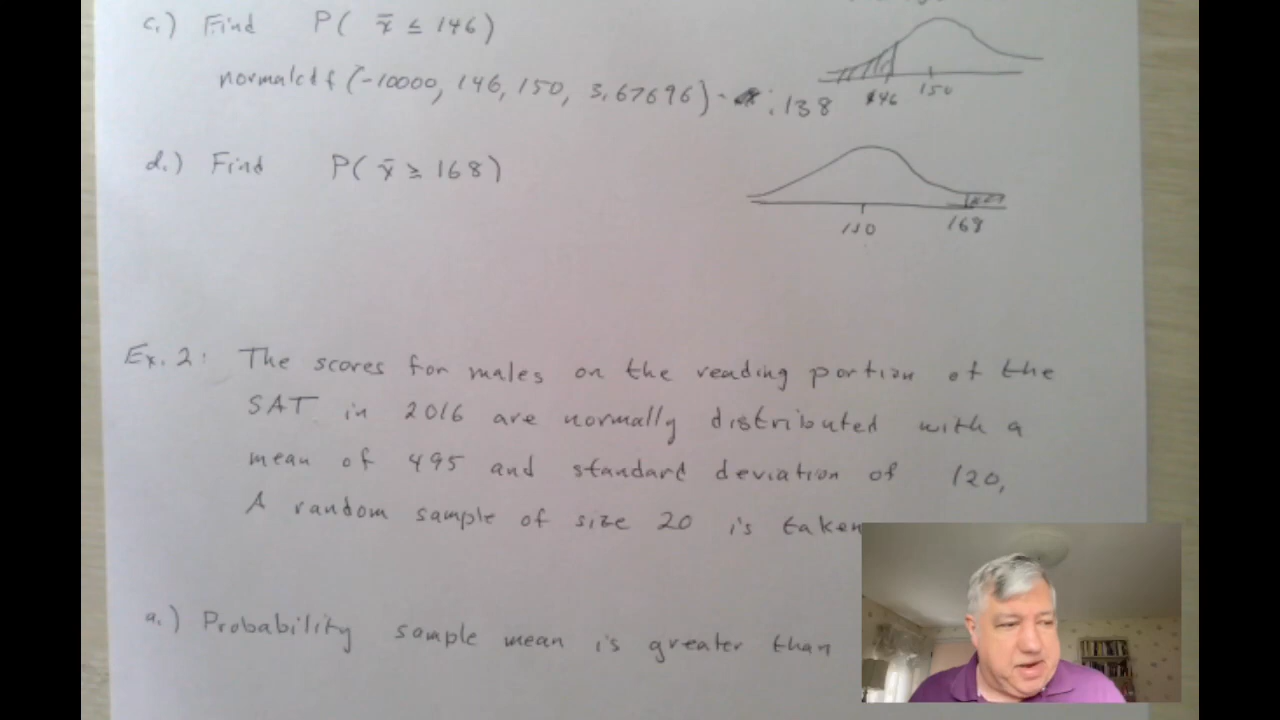 c.) Find P( x̄ ≤ 146)
normalcdf (-10000, 146, 150, 3.67696) = .138
146 150
d.) Find P( x̄ ≥ 168)
150 168
Ex. 2: The scores for males on the reading portion of the
SAT in 2016 are normally distributed with a
mean of 495 and standard deviation of 120.
A random sample of size 20 is taken
a.) Probability sample mean is greater than